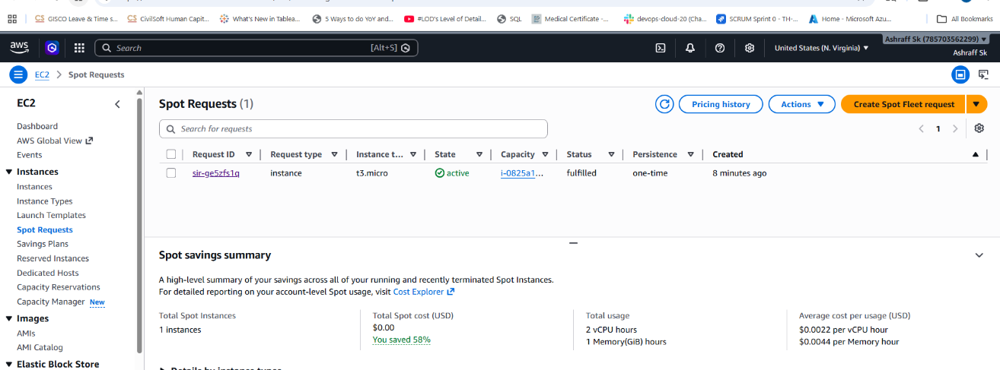 GISCO Leave & Time s... CivilSoft Human Capit... What's New in Tablea... 5 Ways to do YoY and... #LOD's Level of Detail... SQL Medical Certificate -... devops-cloud-20 (Cha... SCRUM Sprint 0 - TH-... Home - Microsoft Azu... All Bookmarks
aws Search [Alt+S] United States (N. Virginia) Ashraff Sk (785703562299)
Ashraff Sk
EC2 > Spot Requests
EC2
Dashboard
AWS Global View
Events
Instances
Instances
Instance Types
Launch Templates
Spot Requests
Savings Plans
Reserved Instances
Dedicated Hosts
Capacity Reservations
Capacity Manager New
Images
AMIs
AMI Catalog
Elastic Block Store
Spot Requests (1) Pricing history Actions Create Spot Fleet request
Search for requests 1
Request ID Request type Instance t... State Capacity Status Persistence Created
sir-ge5zfs1q instance t3.micro active i-0825a1... fulfilled one-time 8 minutes ago
Spot savings summary
A high-level summary of your savings across all of your running and recently terminated Spot Instances.
For detailed reporting on your account-level Spot usage, visit Cost Explorer
Total Spot Instances Total Spot cost (USD) Total usage Average cost per usage (USD)
1 instances $0.00 2 vCPU hours $0.0022 per vCPU hour
You saved 58% 1 Memory(GiB) hours $0.0044 per Memory hour
Details by instance types